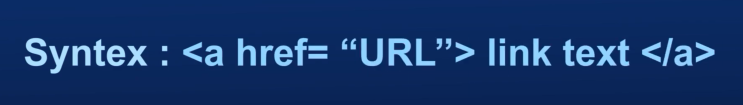 Syntex : <a href= “URL”> link text </a>